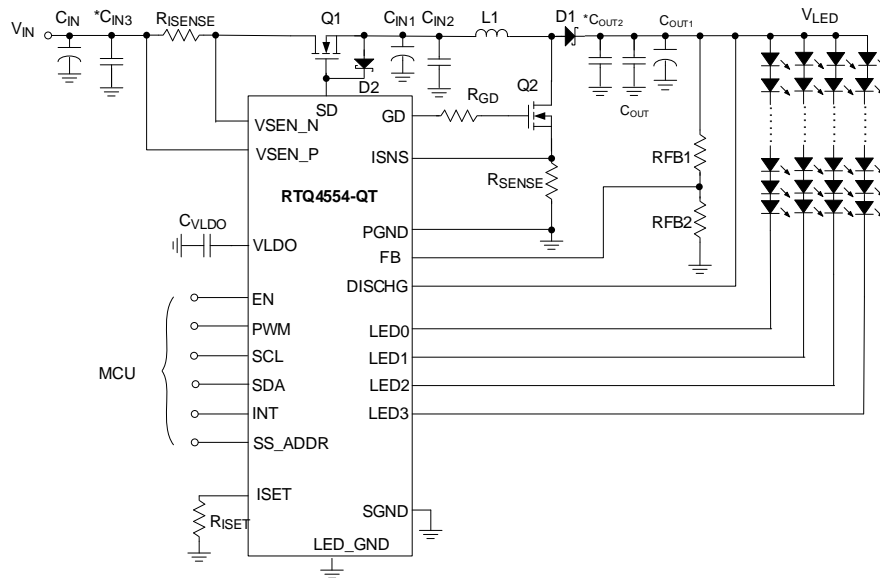 VIN
CIN
*CIN3
RISENSE
Q1
CIN1
CIN2
L1
D1
*COUT2
COUT1
VLED
D2
Q2
COUT
SD
RGD
GD
VSEN_N
VSEN_P
ISNS
RSENSE
RFB1
RTQ4554-QT
CVLDO
VLDO
PGND
RFB2
FB
DISCHG
EN
PWM
SCL
SDA
INT
SS_ADDR
MCU
LED0
LED1
LED2
LED3
ISET
RISET
SGND
LED_GND